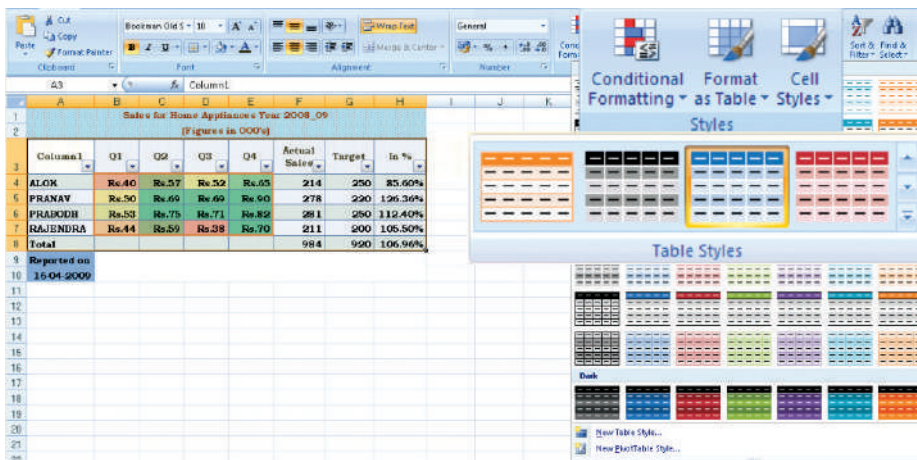 Cut
Copy
Paste
Format Painter
Clipboard
Bookman Old S
10
A A
B I U
A
Font
Wrap Text
Merge & Center
Alignment
General
%
Number
Conditional Formatting
Format as Table
Cell Styles
Styles
Sort & Filter
Find & Select
A3
fx
Column1
A B C D E F G H I J K
1 Sales for Home Appliances Year 2008_09
2 (Figures in 000's)
3 Column1 Q1 Q2 Q3 Q4 Actual Sales Target In %
4 ALOK Rs.40 Rs.57 Rs.52 Rs.65 214 250 85.60%
5 PRANAV Rs.50 Rs.69 Rs.69 Rs.90 278 220 126.36%
6 PRABODH Rs.53 Rs.75 Rs.71 Rs.82 281 250 112.40%
7 RAJENDRA Rs.44 Rs.59 Rs.38 Rs.70 211 200 105.50%
8 Total 984 920 106.96%
9 Reported on
10 16-04-2009
11
12
13
14
15
16
17
18
19
20
21
Table Styles
Dark
New Table Style...
New PivotTable Style...